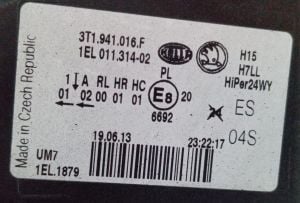 3T1.941.016.F
1EL 011.314-02
HELLA
H15
H7LL
HiPer24WY
PL
1 A RL HR HC
01 02 00 01 01
E8 20
6692
ES
04S
Made in Czech Republic
19.06.13
23:22:17
UM7
1EL.1879